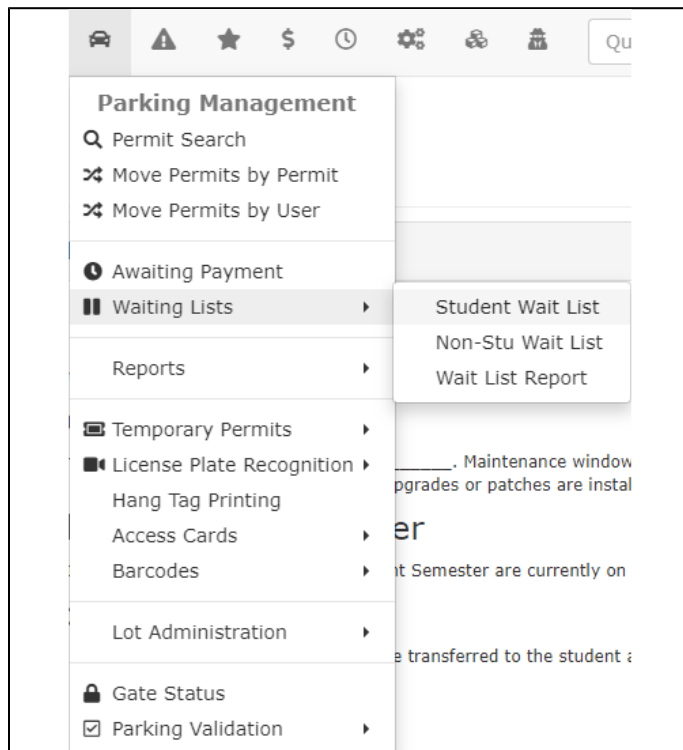 $
Qu
Parking Management
Permit Search
Move Permits by Permit
Move Permits by User
Awaiting Payment
Waiting Lists
Student Wait List
Non-Stu Wait List
Wait List Report
Reports
Temporary Permits
______. Maintenance window
License Plate Recognition
pgrades or patches are instal
Hang Tag Printing
er
Access Cards
Barcodes
t Semester are currently on
Lot Administration
e transferred to the student a
Gate Status
Parking Validation